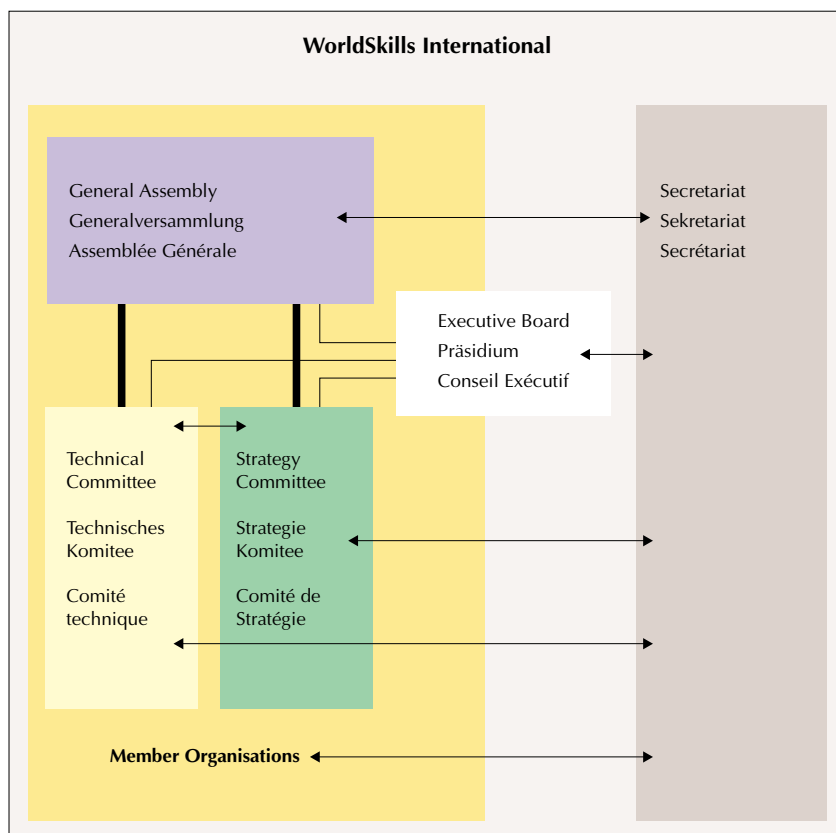 WorldSkills International
General Assembly
Generalversammlung
Assemblée Générale
Secretariat
Sekretariat
Secrétariat
Executive Board
Präsidium
Conseil Exécutif
Technical
Committee
Technisches
Komitee
Comité
technique
Strategy
Committee
Strategie
Komitee
Comité de
Stratégie
Member Organisations